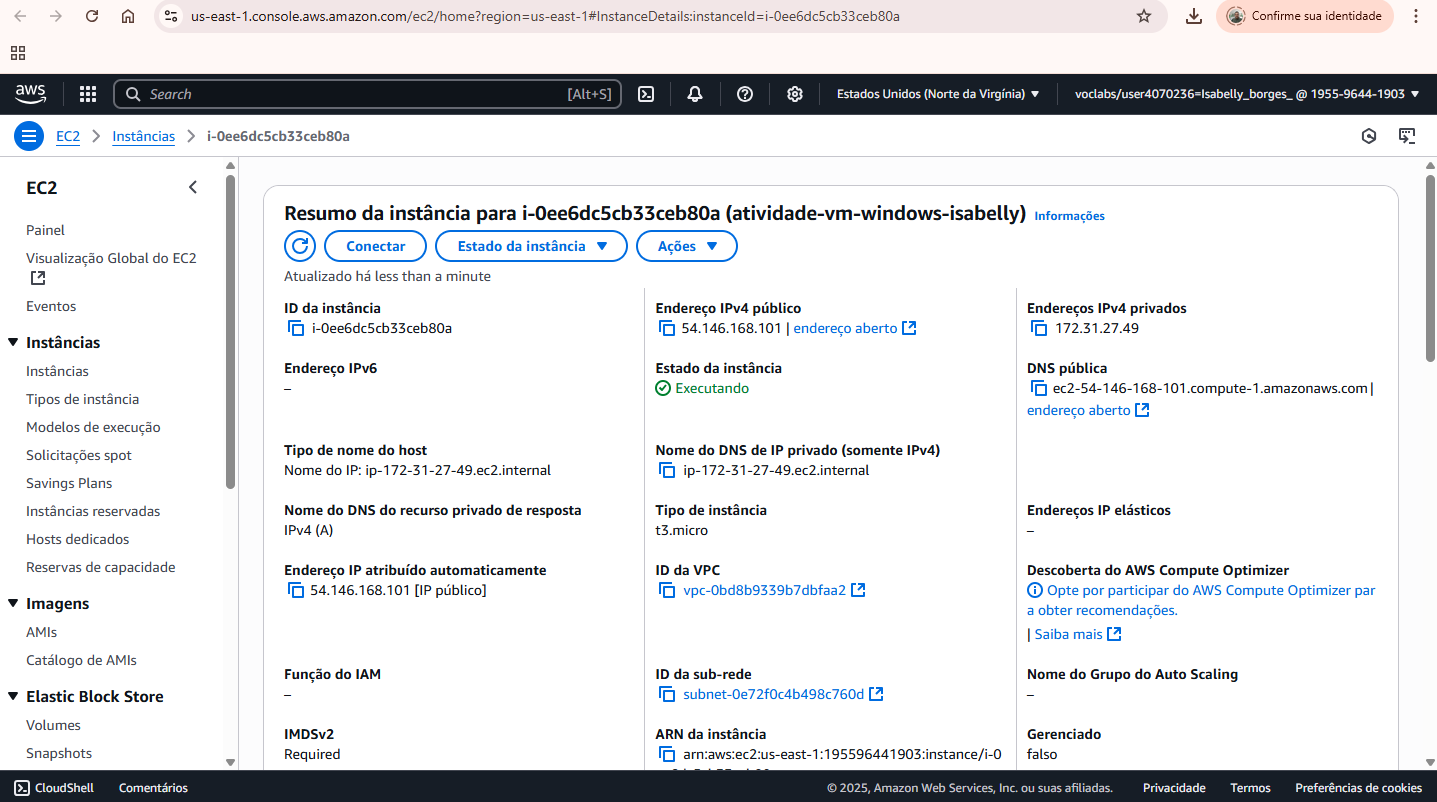 us-east-1.console.aws.amazon.com/ec2/home?region=us-east-1#InstanceDetails:instanceId=i-0ee6dc5cb33ceb80a
Confirme sua identidade
aws
Search
[Alt+S]
Estados Unidos (Norte da Virgínia)
voclabs/user4070236=Isabelly_borges_ @ 1955-9644-1903
EC2
Instâncias
i-0ee6dc5cb33ceb80a
EC2
Painel
Visualização Global do EC2
Eventos
Instâncias
Instâncias
Tipos de instância
Modelos de execução
Solicitações spot
Savings Plans
Instâncias reservadas
Hosts dedicados
Reservas de capacidade
Imagens
AMIs
Catálogo de AMIs
Elastic Block Store
Volumes
Snapshots
Resumo da instância para i-0ee6dc5cb33ceb80a (atividade-vm-windows-isabelly) Informações
Conectar
Estado da instância
Ações
Atualizado há less than a minute
ID da instância
i-0ee6dc5cb33ceb80a
Endereço IPv4 público
54.146.168.101 | endereço aberto
Endereços IPv4 privados
172.31.27.49
Endereço IPv6
–
Estado da instância
Executando
DNS pública
ec2-54-146-168-101.compute-1.amazonaws.com |
endereço aberto
Tipo de nome do host
Nome do IP: ip-172-31-27-49.ec2.internal
Nome do DNS de IP privado (somente IPv4)
ip-172-31-27-49.ec2.internal
Nome do DNS do recurso privado de resposta
IPv4 (A)
Tipo de instância
t3.micro
Endereços IP elásticos
–
Endereço IP atribuído automaticamente
54.146.168.101 [IP público]
ID da VPC
vpc-0bd8b9339b7dbfaa2
Descoberta do AWS Compute Optimizer
Opte por participar do AWS Compute Optimizer par
a obter recomendações.
| Saiba mais
Função do IAM
–
ID da sub-rede
subnet-0e72f0c4b498c760d
Nome do Grupo do Auto Scaling
–
IMDSv2
Required
ARN da instância
arn:aws:ec2:us-east-1:195596441903:instance/i-0
Gerenciado
falso
CloudShell
Comentários
© 2025, Amazon Web Services, Inc. ou suas afiliadas.
Privacidade
Termos
Preferências de cookies